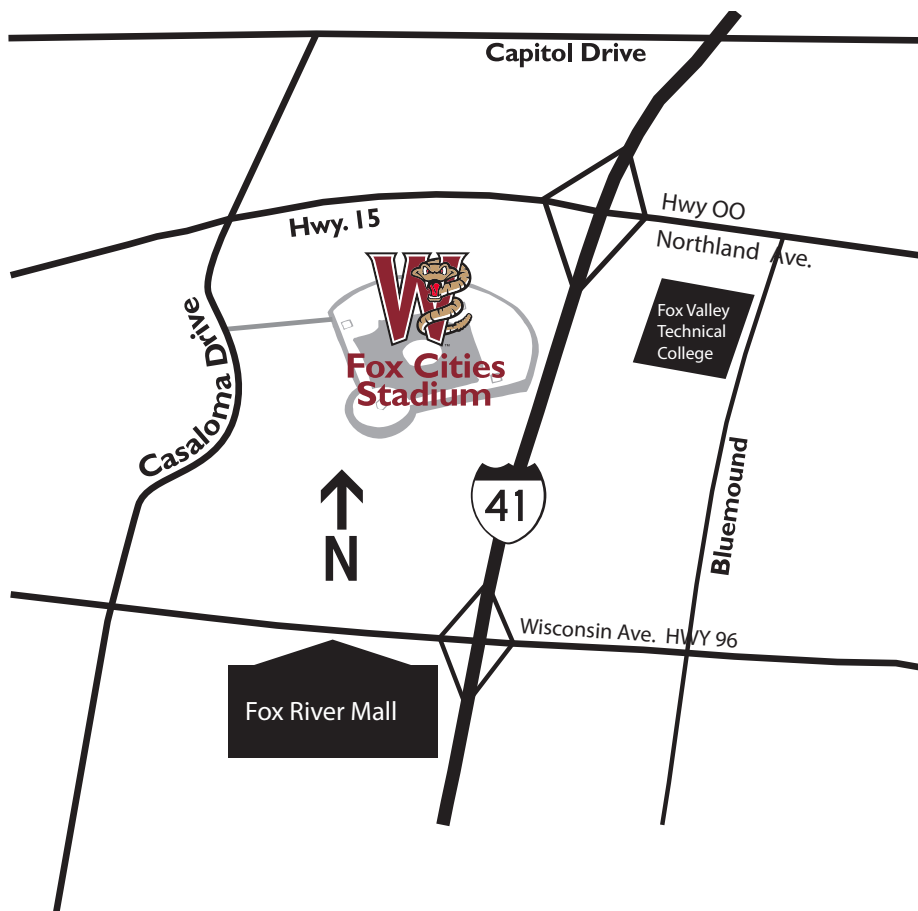 Capitol Drive
Hwy OO
Hwy. 15
Northland Ave.
W
™
Casaloma Drive
Fox Valley
Technical
College
Fox Cities
Stadium
Bluemound
41
N
Wisconsin Ave. HWY 96
Fox River Mall